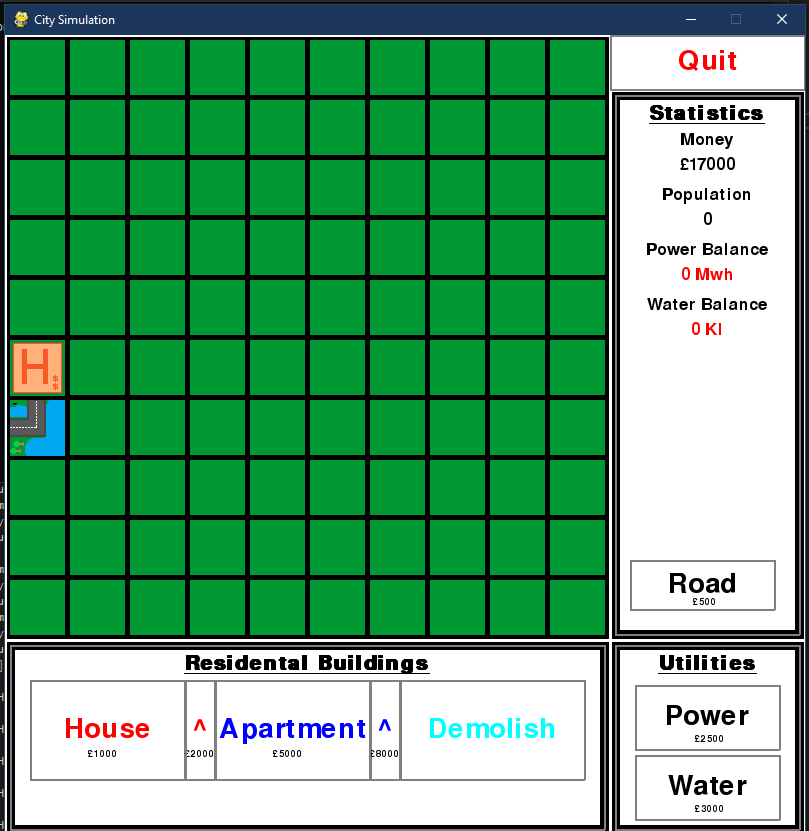 City Simulation
Quit
Statistics
Money
£17000
Population
0
Power Balance
0 Mwh
Water Balance
0 Kl
H
Road
£500
Residental Buildings
House
£1000
^
£2000
Apartment
£5000
^
£8000
Demolish
Utilities
Power
£2500
Water
£3000